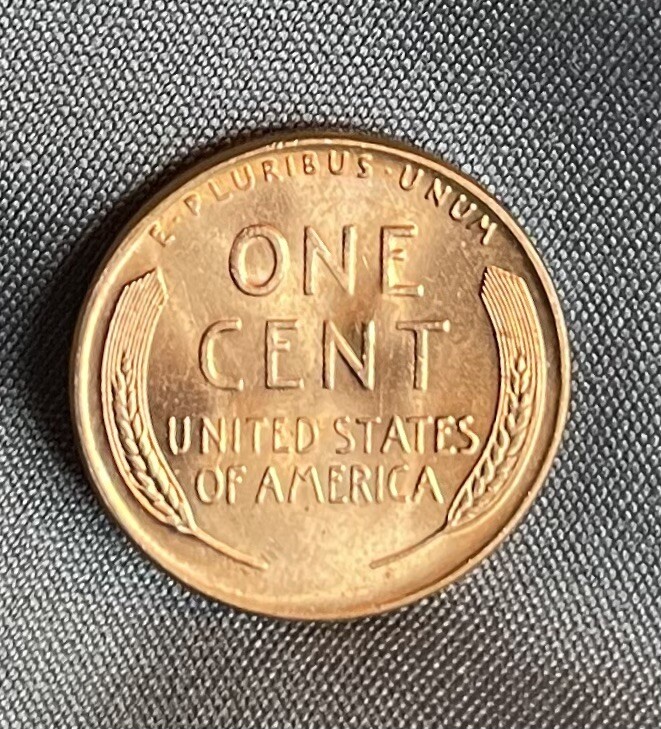 E·PLURIBUS·UNUM
ONE
CENT
UNITED STATES
OF AMERICA